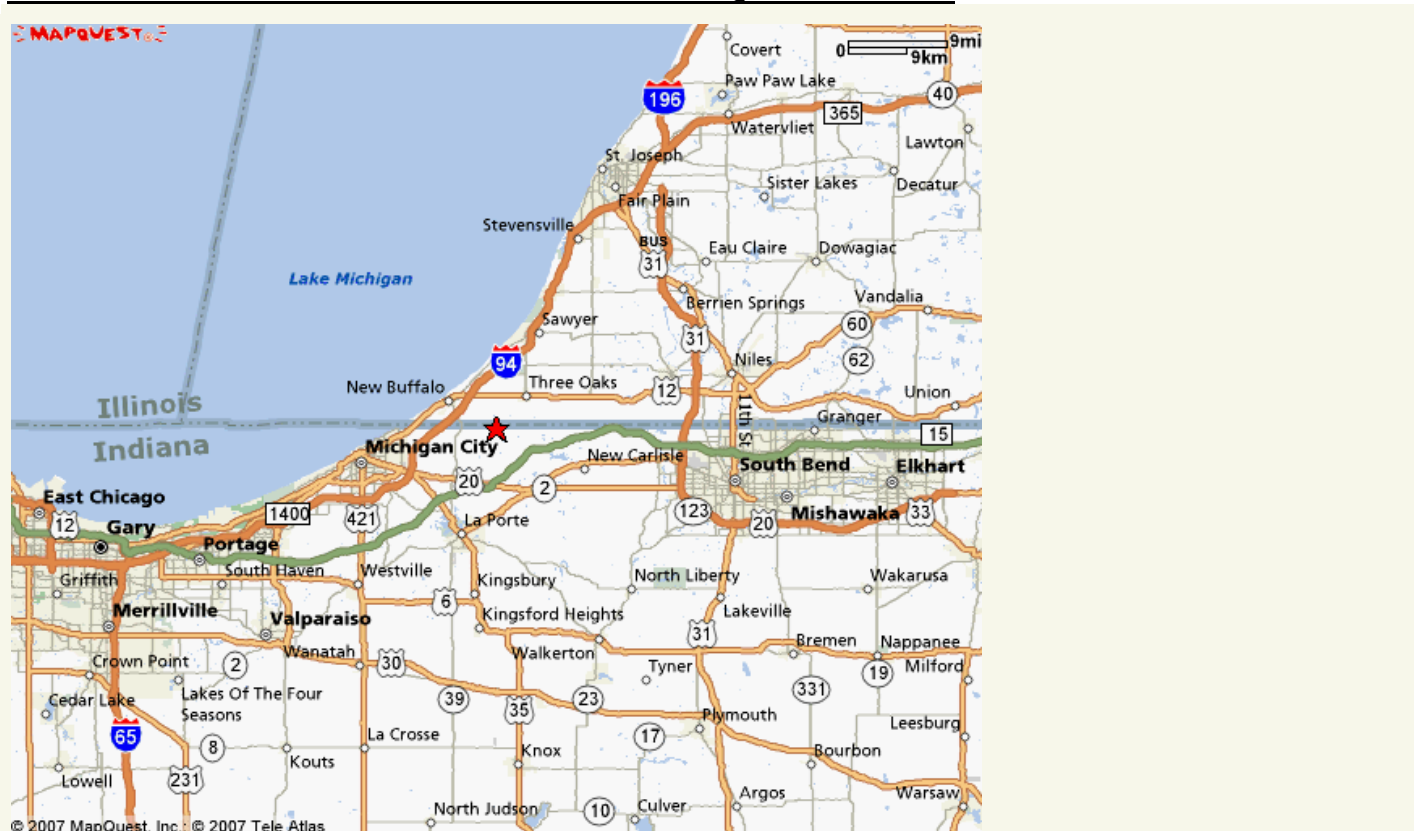 MAPQUEST
Covert
0
9mi
9km
Paw Paw Lake
196
40
365
Watervliet
Lawton
St. Joseph
Sister Lakes
Decatur
Fair Plain
Stevensville
BUS
31
Eau Claire
Dowagiac
Lake Michigan
Berrien Springs
Vandalia
Sawyer
60
31
94
Niles
62
New Buffalo
Three Oaks
12
Union
Illinois
11th St
Granger
15
Indiana
Michigan City
New Carlisle
South Bend
Elkhart
20
2
East Chicago
12
Gary
1400
421
La Porte
123
20
Mishawaka
33
Portage
Griffith
South Haven
Westville
Kingsbury
North Liberty
Wakarusa
6
Merrillville
Valparaiso
Kingsford Heights
Lakeville
31
Bremen
Nappanee
Crown Point
2
Wanatah
30
Walkerton
Tyner
19
Milford
Cedar Lake
Lakes Of The Four
Seasons
39
35
23
331
Plymouth
Leesburg
65
8
La Crosse
17
Knox
Bourbon
Lowell
231
Kouts
Argos
Warsaw
North Judson
10
Culver
© 2007 MapQuest, Inc.; © 2007 Tele Atlas